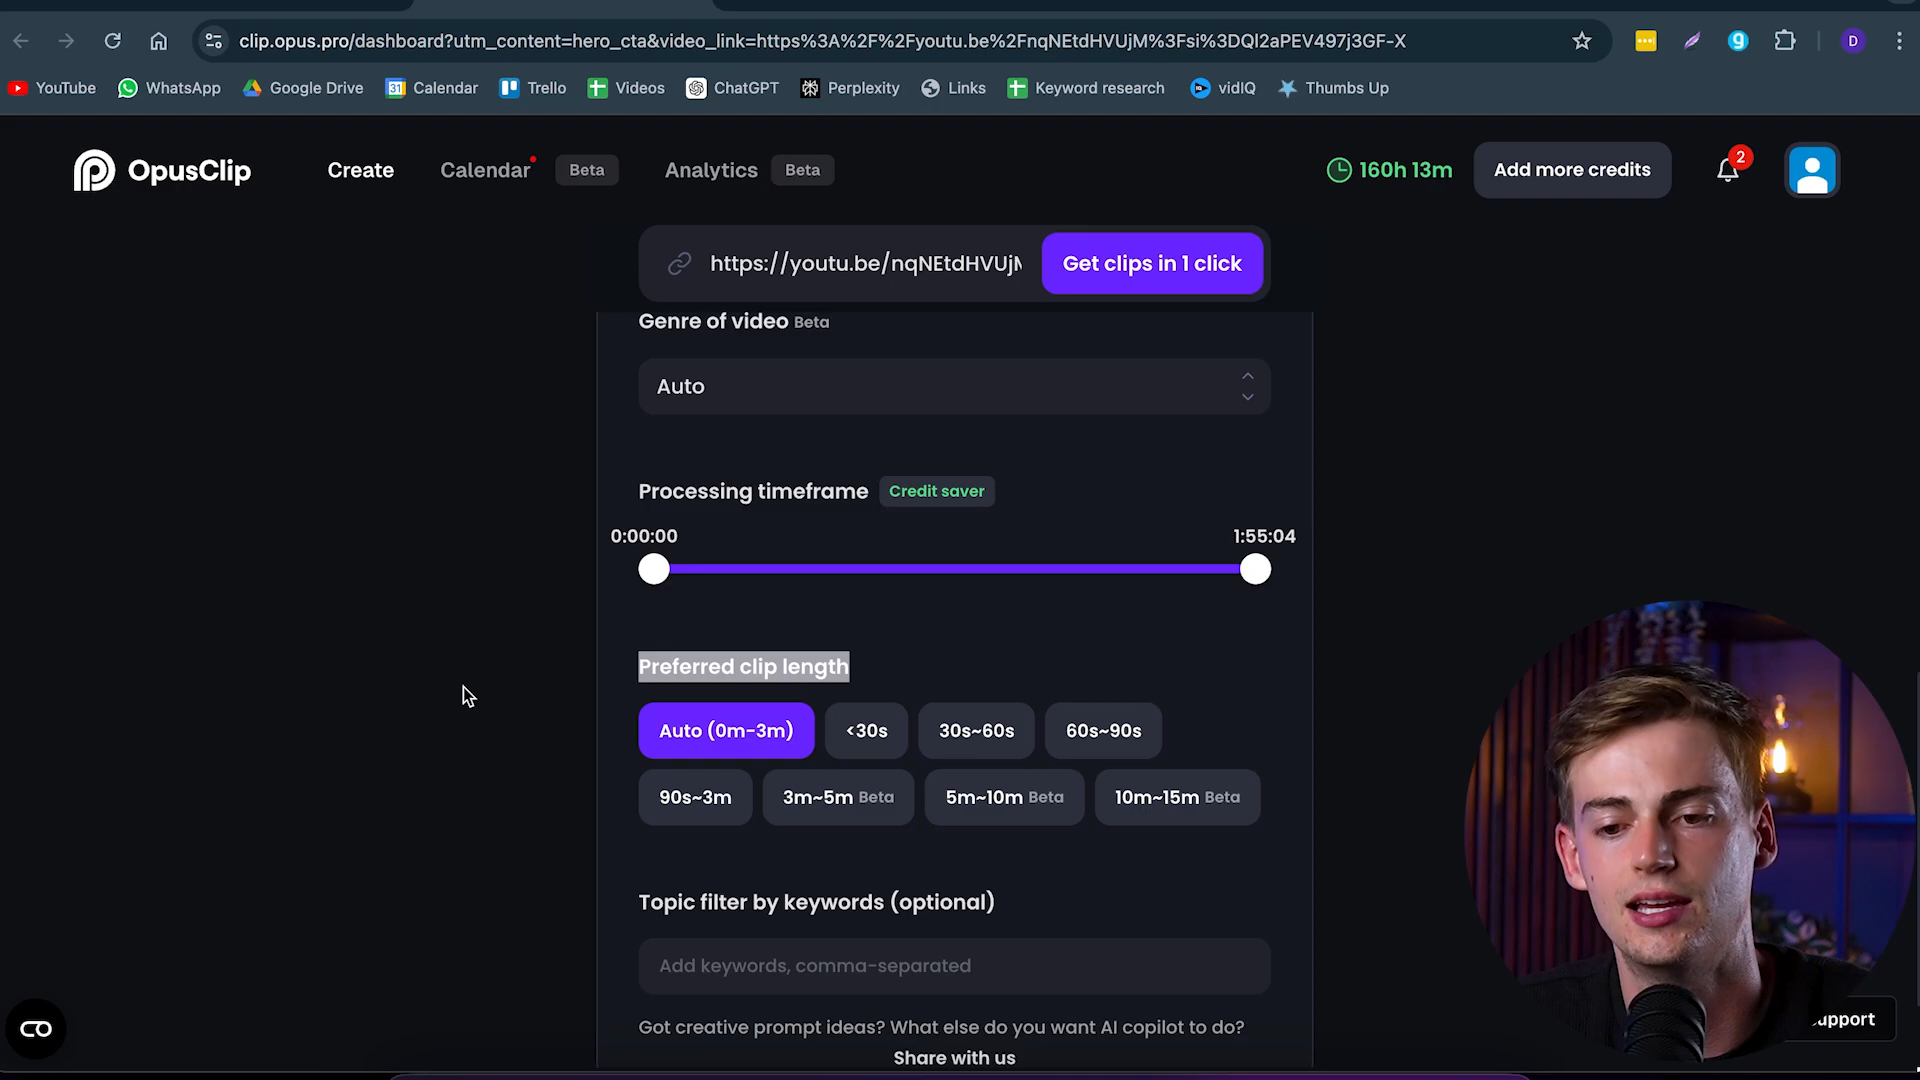 clip.opus.pro/dashboard?utm_content=hero_cta&video_link=https%3A%2F%2Fyoutu.be%2FnqNEtdHVUjM%3Fsi%3DQl2aPEV497j3GF-X
D
YouTube WhatsApp Google Drive 31 Calendar Trello Videos ChatGPT Perplexity Links Keyword research vidIQ Thumbs Up
OpusClip Create Calendar Beta Analytics Beta 160h 13m Add more credits 2
https://youtu.be/nqNEtdHVUjM Get clips in 1 click
Genre of video Beta
Auto
Processing timeframe Credit saver
0:00:00 1:55:04
Preferred clip length
Auto (0m-3m) <30s 30s~60s 60s~90s
90s~3m 3m~5m Beta 5m~10m Beta 10m~15m Beta
Topic filter by keywords (optional)
Add keywords, comma-separated
Got creative prompt ideas? What else do you want AI copilot to do?
Share with us
upport